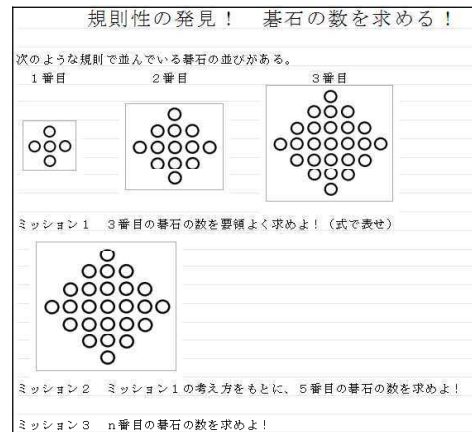 規則性の発見！　碁石の数を求める！
次のような規則で並んでいる碁石の並びがある。
１番目　２番目　３番目
ミッション１　３番目の碁石の数を要領よく求めよ！（式で表せ）
ミッション２　ミッション１の考え方をもとに、５番目の碁石の数を求めよ！
ミッション３　ｎ番目の碁石の数を求めよ！